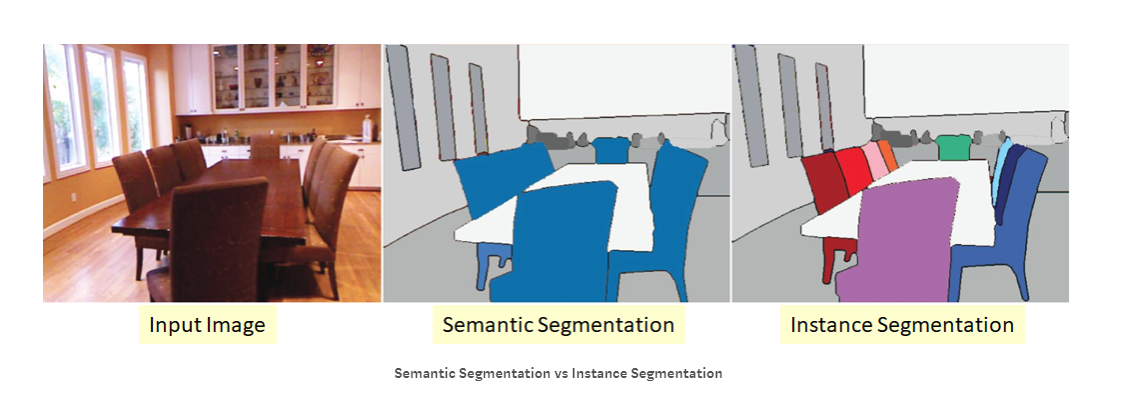 Input Image
Semantic Segmentation
Instance Segmentation
Semantic Segmentation vs Instance Segmentation